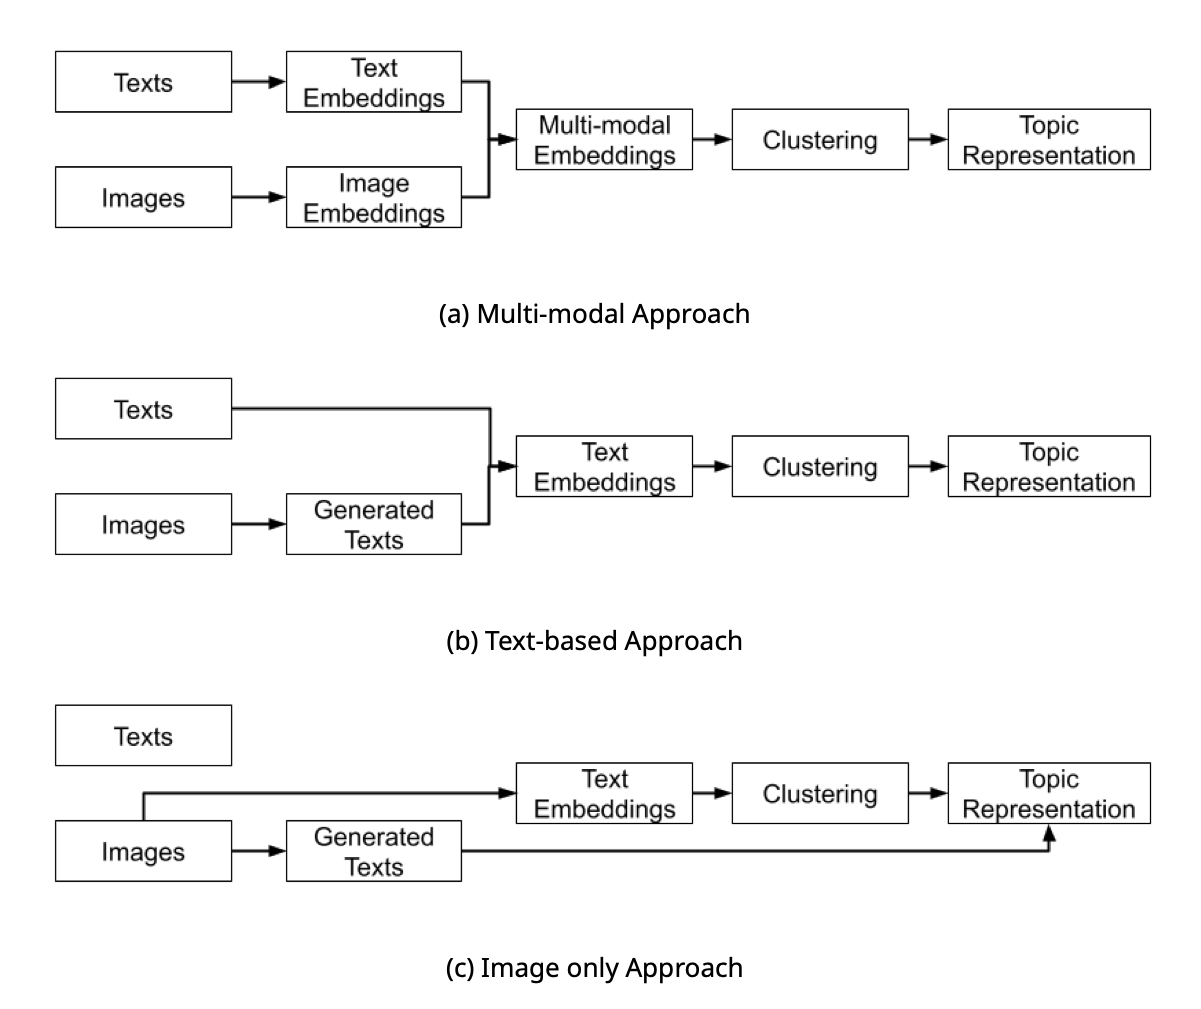 Texts
Text
Embeddings
Multi-modal
Embeddings
Clustering
Topic
Representation
Images
Image
Embeddings
(a) Multi-modal Approach
Texts
Text
Embeddings
Clustering
Topic
Representation
Images
Generated
Texts
(b) Text-based Approach
Texts
Text
Embeddings
Clustering
Topic
Representation
Images
Generated
Texts
(c) Image only Approach